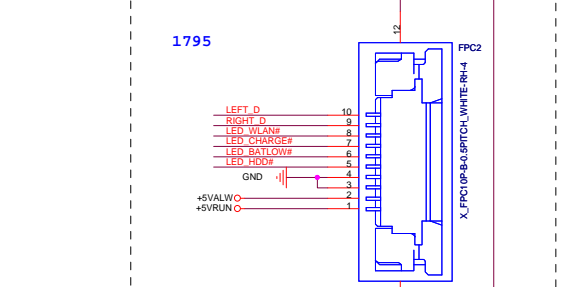 12
1795
FPC2
LEFT_D 10
RIGHT_D 9
LED_WLAN# 8
LED_CHARGE# 7
LED_BATLOW# 6
LED_HDD# 5
GND 4
3
+5VALW 2
+5VRUN 1
X_FPC10P-B-0.5PITCH_WHITE-RH-4